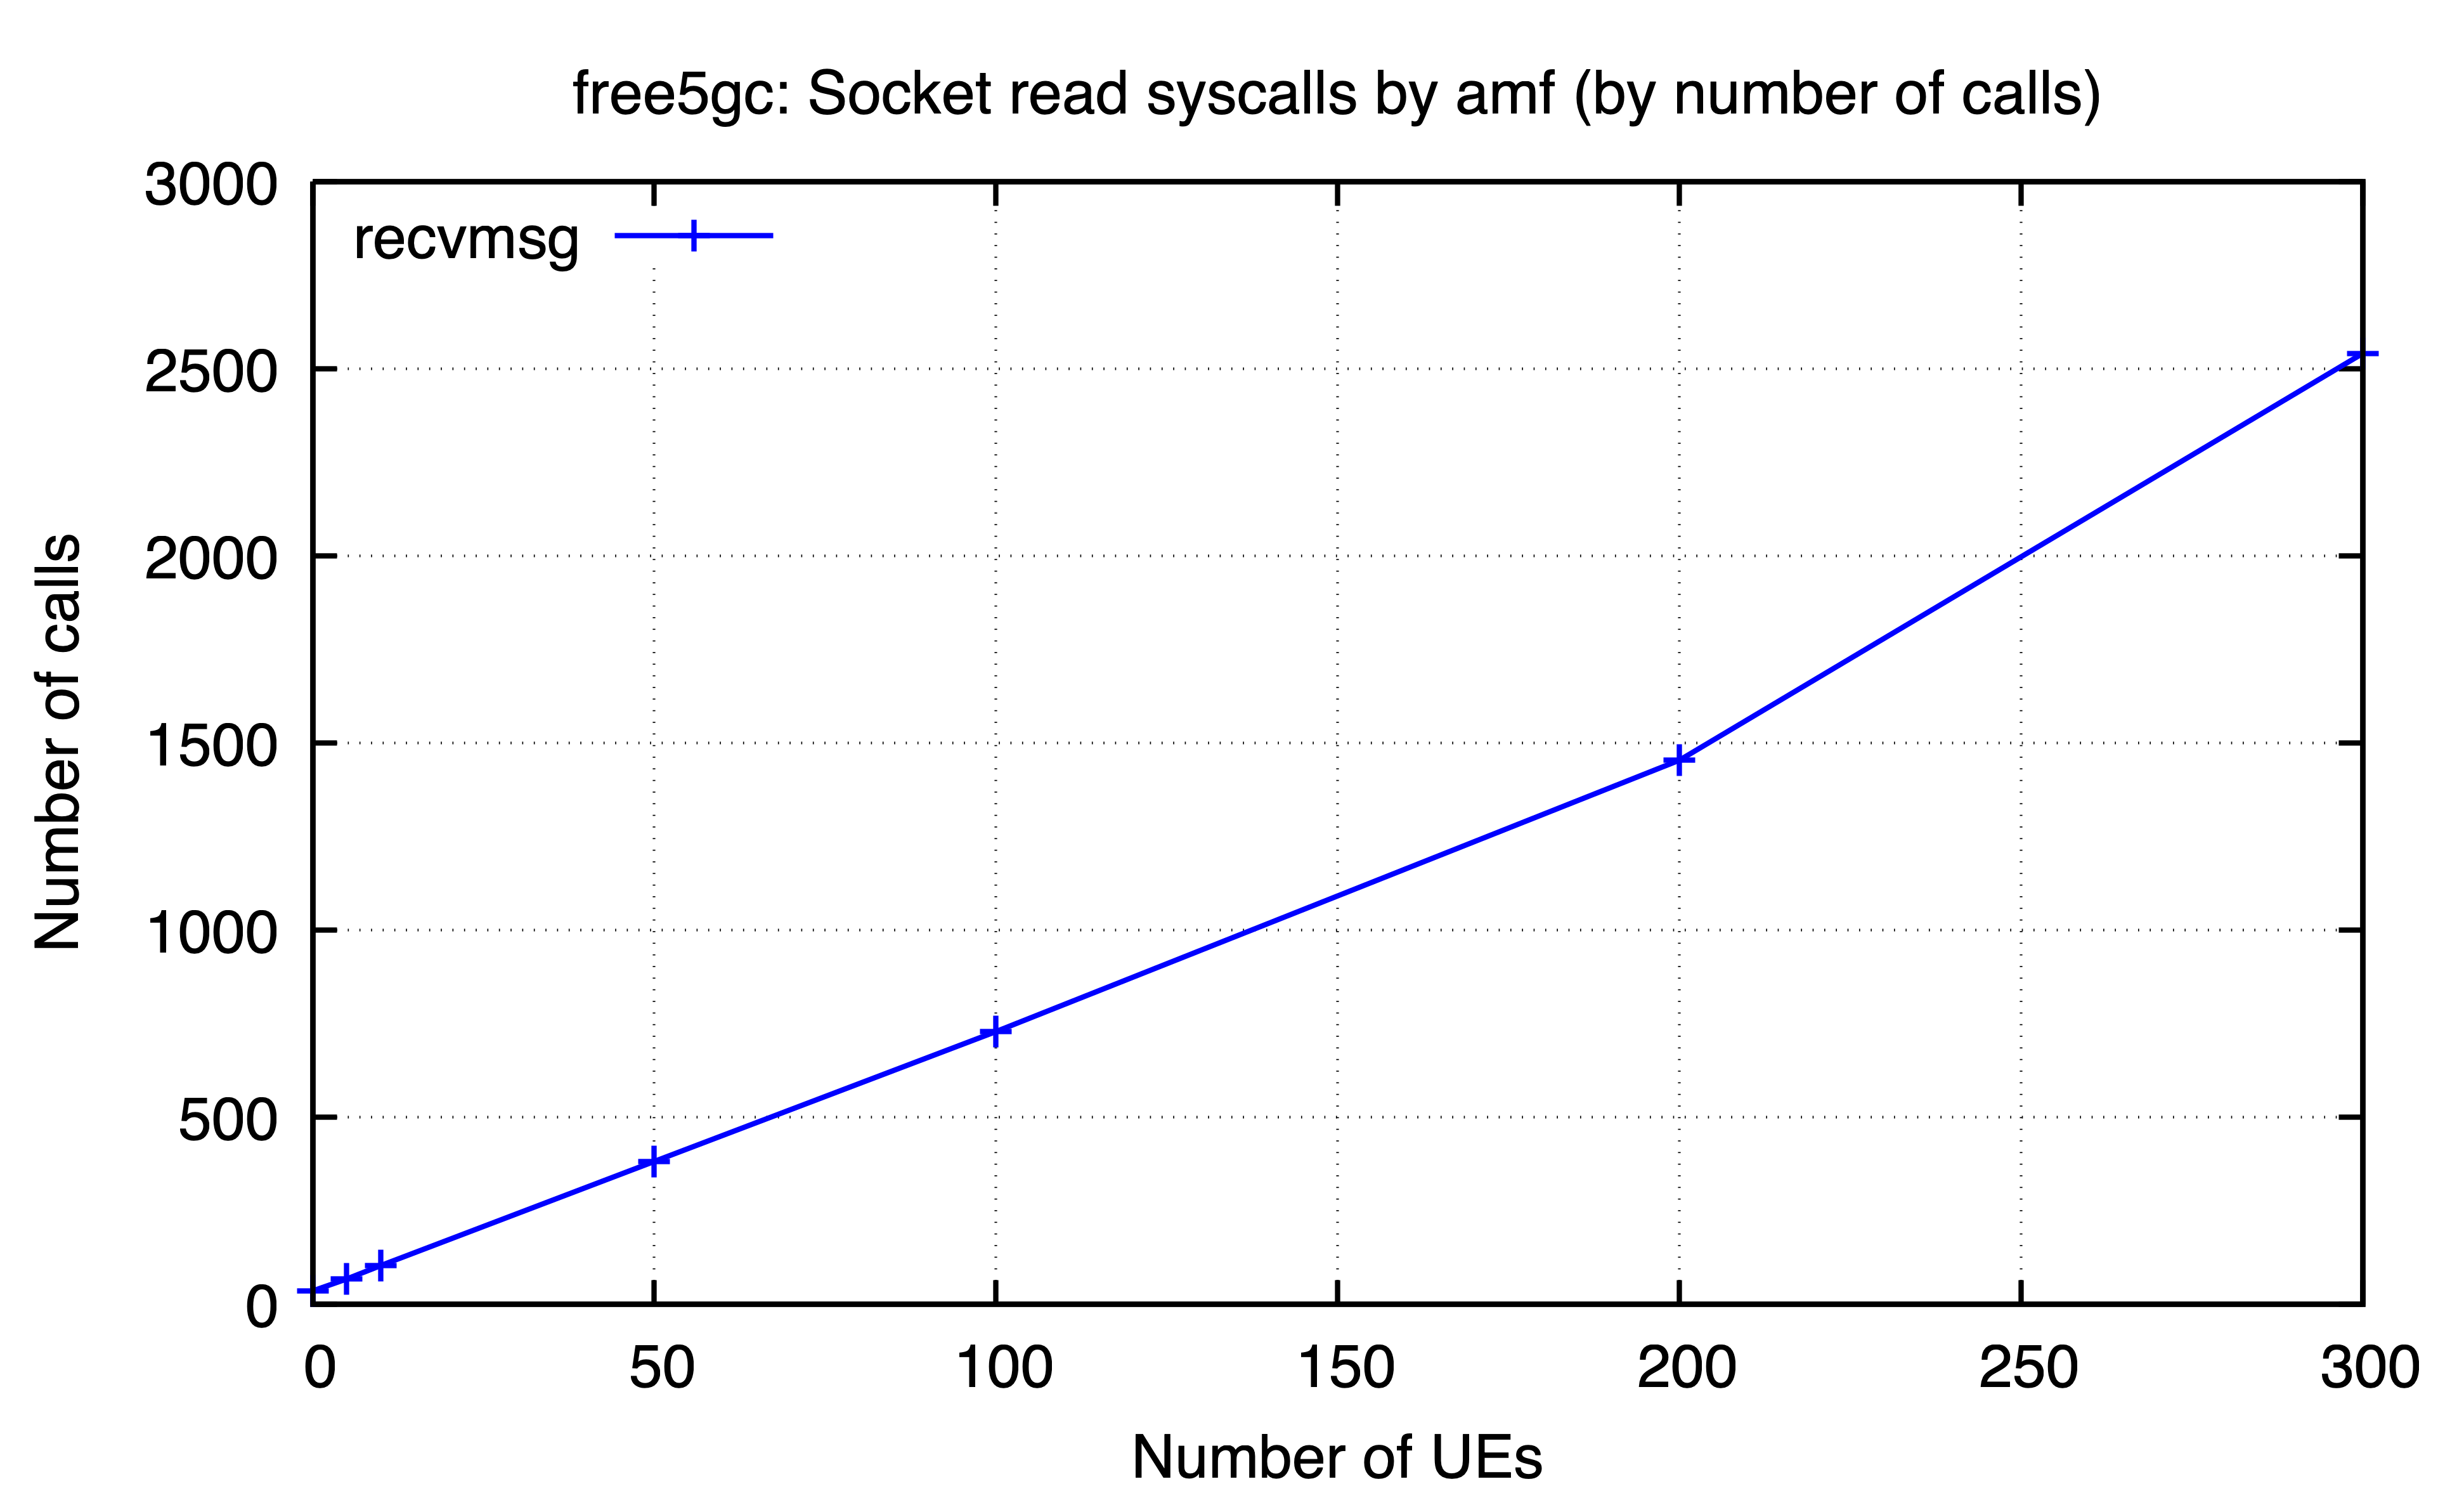 free5gc: Socket read syscalls by amf (by number of calls)
3000
recvmsg
2500
2000
1500
1000
500
0
Number of calls
0 50 100 150 200 250 300
Number of UEs